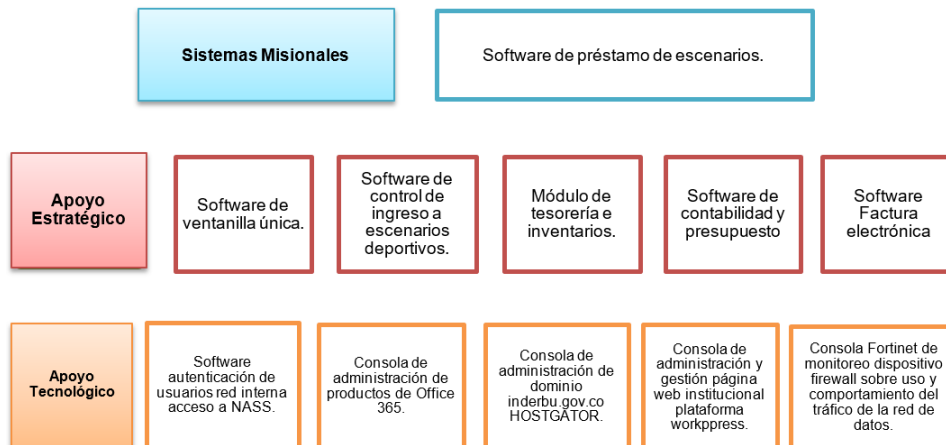 Sistemas Misionales
Software de préstamo de escenarios.
Apoyo
Estratégico
Software de
ventanilla única.
Software de
control de
ingreso a
escenarios
deportivos.
Módulo de
tesorería e
inventarios.
Software de
contabilidad y
presupuesto
Software
Factura
electrónica
Apoyo
Tecnológico
Software
autenticación de
usuarios red interna
acceso a NASS.
Consola de
administración de
productos de Office
365.
Consola de
administración de
dominio
inderbu.gov.co
HOSTGATOR.
Consola de
administración y
gestión página
web institucional
plataforma
workppress.
Consola Fortinet de
monitoreo dispositivo
firewall sobre uso y
comportamiento del
tráfico de la red de
datos.